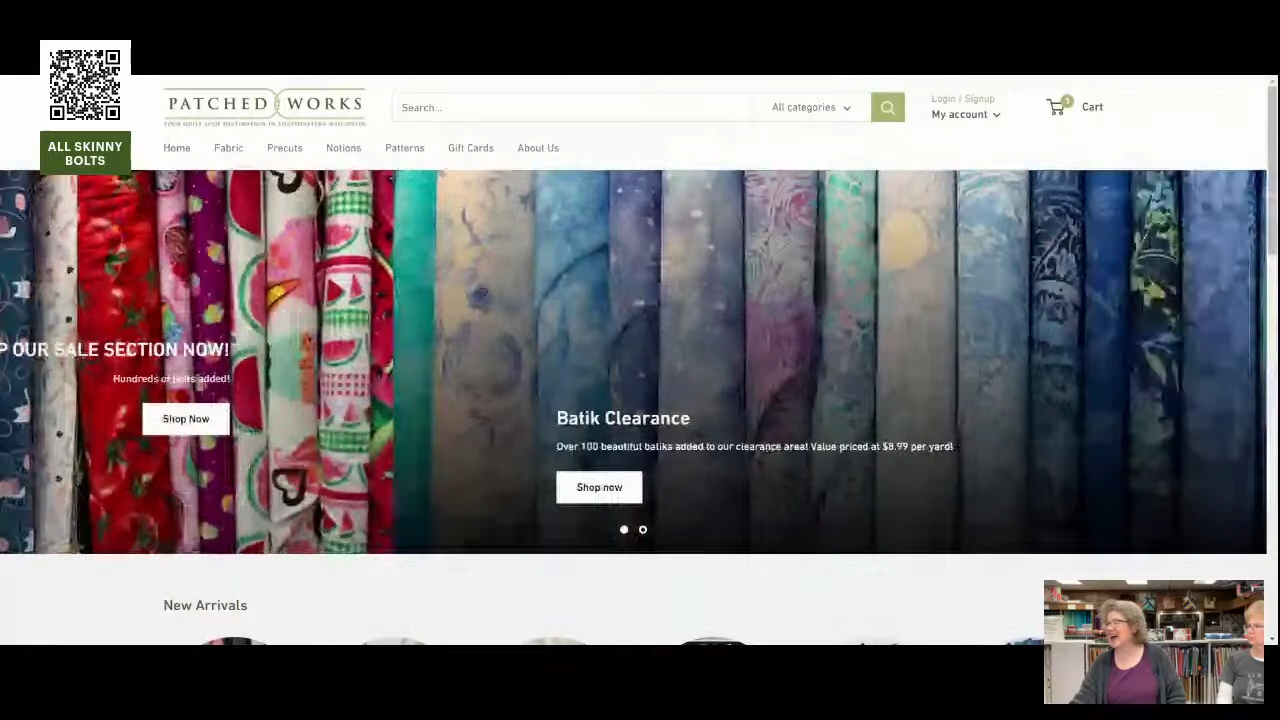 ALL SKINNY
BOLTS
PATCHED WORKS
YOUR QUILT SHOP DESTINATION IN SOUTHEASTERN WISCONSIN
Search...
All categories
Login / Signup
My account
1
Cart
Home
Fabric
Precuts
Notions
Patterns
Gift Cards
About Us
P OUR SALE SECTION NOW!
Hundreds of bolts added!
Shop Now
Batik Clearance
Over 100 beautiful batiks added to our clearance area! Value priced at $8.99 per yard!
Shop now
New Arrivals